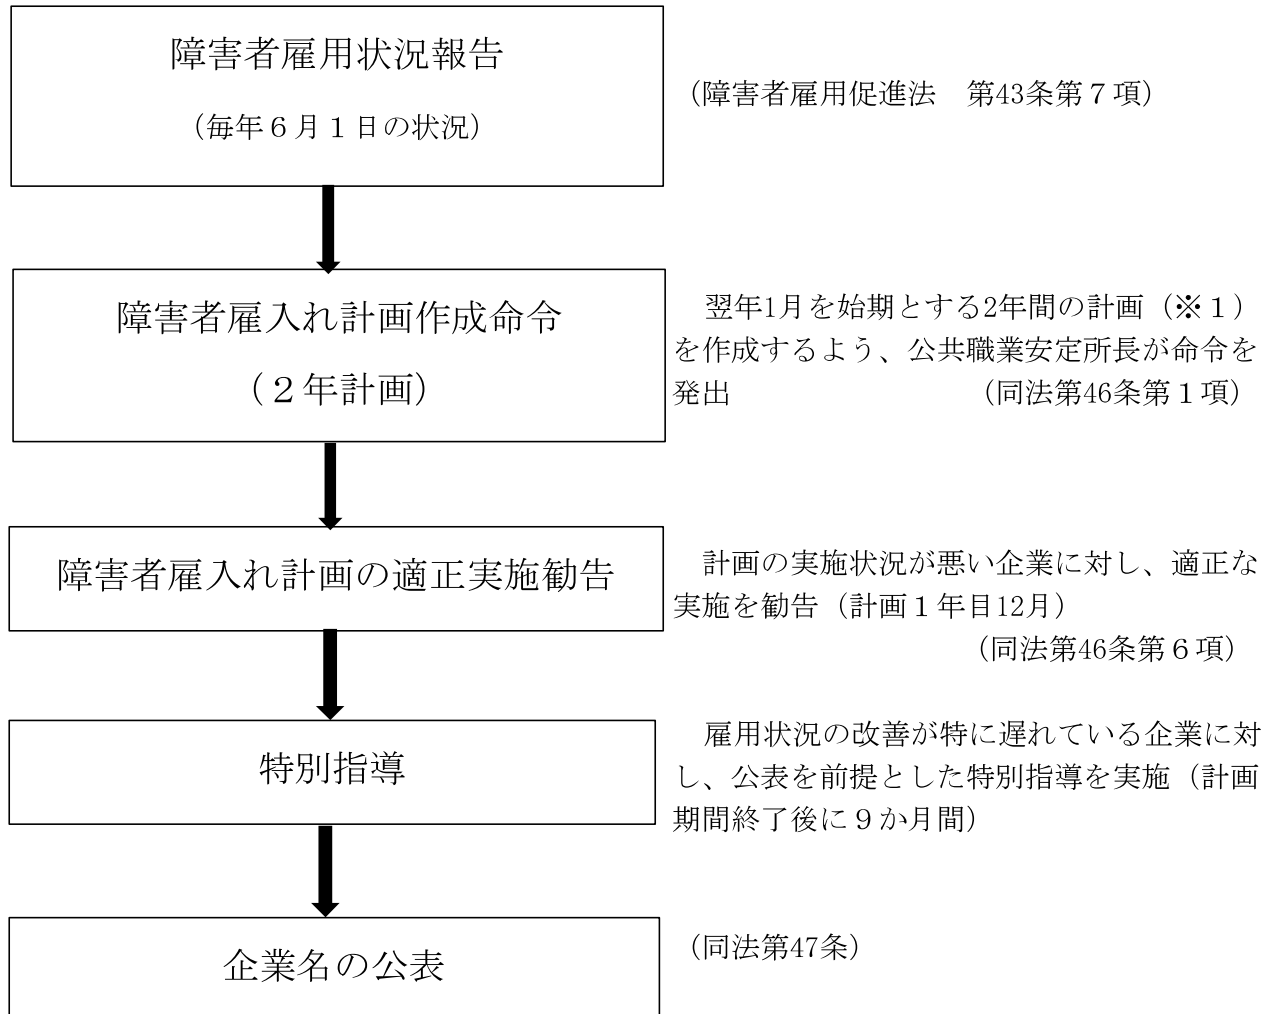 障害者雇用状況報告
（毎年６月１日の状況）
（障害者雇用促進法　第43条第７項）
障害者雇入れ計画作成命令
（２年計画）
翌年1月を始期とする2年間の計画（※１）
を作成するよう、公共職業安定所長が命令を
発出　（同法第46条第１項）
障害者雇入れ計画の適正実施勧告
計画の実施状況が悪い企業に対し、適正な
実施を勧告（計画１年目12月）
（同法第46条第６項）
特別指導
雇用状況の改善が特に遅れている企業に対
し、公表を前提とした特別指導を実施（計画
期間終了後に９か月間）
企業名の公表
（同法第47条）